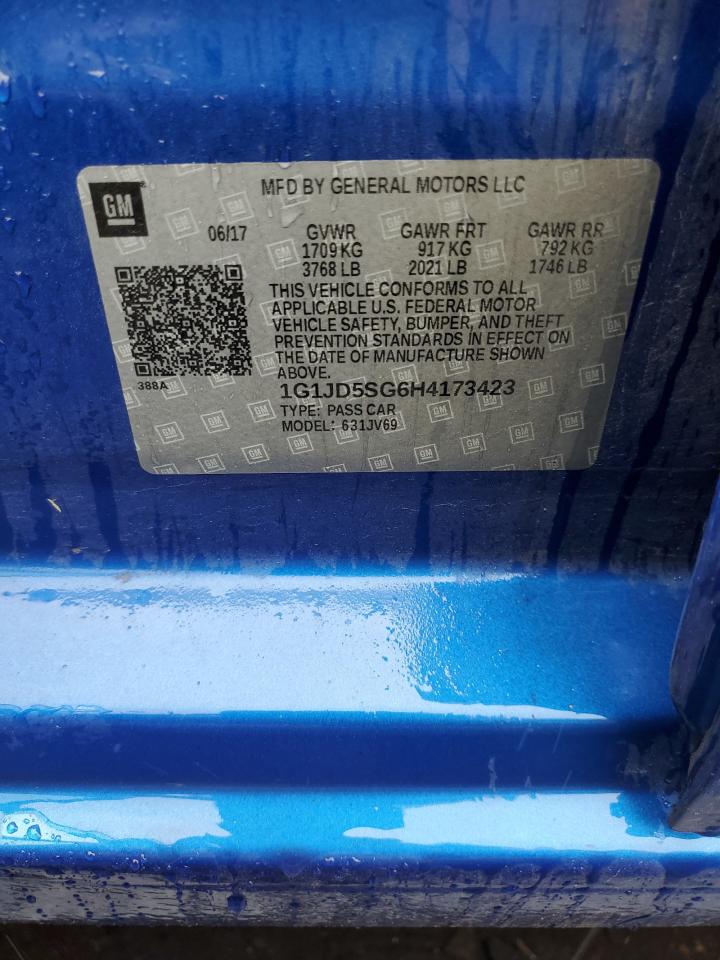 GM
MFD BY GENERAL MOTORS LLC
06/17 GVWR GAWR FRT GAWR RR
1709 KG 917 KG 792 KG
3768 LB 2021 LB 1746 LB
THIS VEHICLE CONFORMS TO ALL
APPLICABLE U.S. FEDERAL MOTOR
VEHICLE SAFETY, BUMPER, AND THEFT
PREVENTION STANDARDS IN EFFECT ON
THE DATE OF MANUFACTURE SHOWN
ABOVE.
388A
1G1JD5SG6H4173423
TYPE: PASS CAR
MODEL: 631JV69